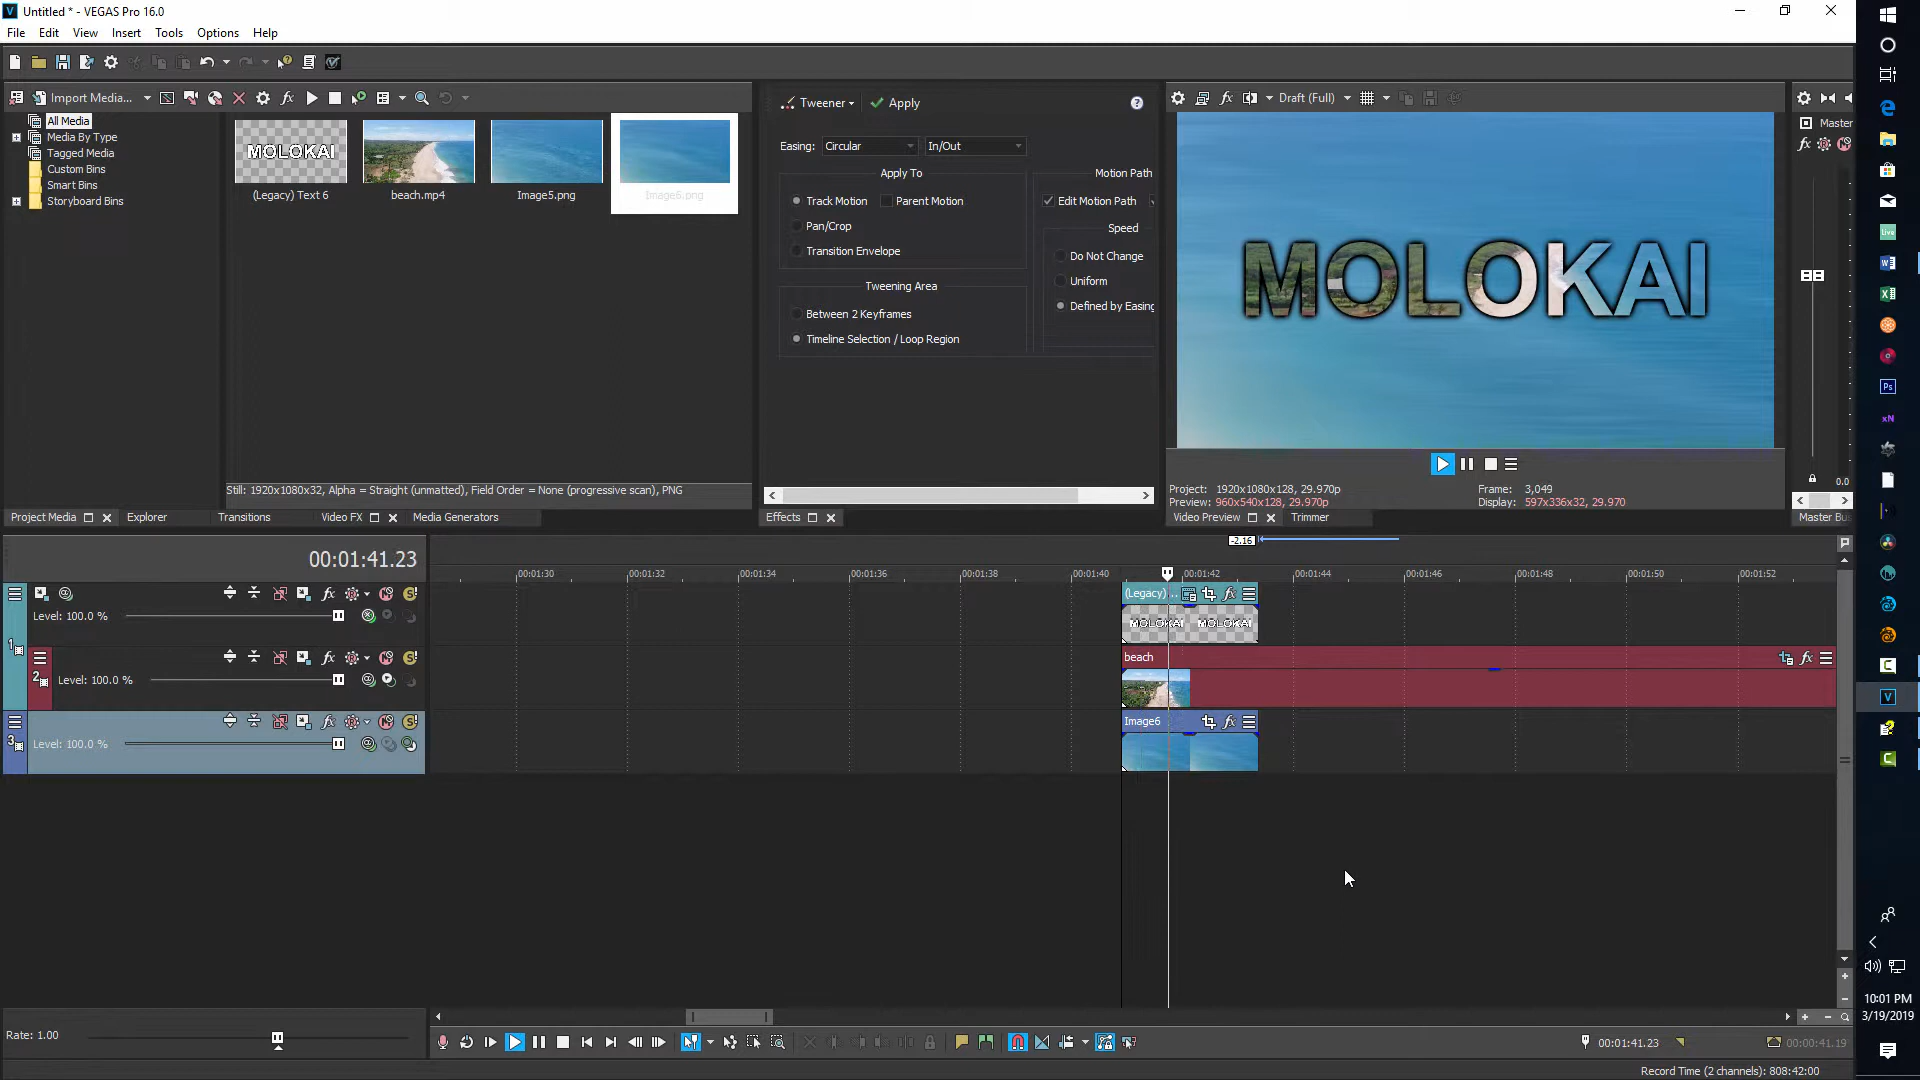 Untitled * - VEGAS Pro 16.0
File Edit View Insert Tools Options Help
Import Media...
All Media
Media By Type
Tagged Media
Custom Bins
Smart Bins
Storyboard Bins
MOLOKAI
(Legacy) Text 6
beach.mp4
Image5.png
Image6.png
Still: 1920x1080x32, Alpha = Straight (unmatted), Field Order = None (progressive scan), PNG
Project Media Explorer Transitions Video FX Media Generators
Tweener Apply
Easing: Circular In/Out
Apply To
Track Motion Parent Motion
Pan/Crop
Transition Envelope
Tweening Area
Between 2 Keyframes
Timeline Selection / Loop Region
Motion Path
Edit Motion Path
Speed
Do Not Change
Uniform
Defined by Easing
Effects
Draft (Full)
MOLOKAI
Project: 1920x1080x128, 29.970p
Preview: 960x540x128, 29.970p
Frame: 3,049
Display: 597x336x32, 29.970
Video Preview Trimmer
Master
0.0
Master Bu
00:01:41.23
-2.16
00:01:30 00:01:32 00:01:34 00:01:36 00:01:38 00:01:40 00:01:42 00:01:44 00:01:46 00:01:48 00:01:50 00:01:52
1
Level: 100.0 %
(Legacy) ...
MOLOKAI MOLOKAI
2
Level: 100.0 %
beach
3
Level: 100.0 %
Image6
Rate: 1.00
00:01:41.23
00:00:41.19
Record Time (2 channels): 808:42:00
live
Ps
xN
10:01 PM
3/19/2019